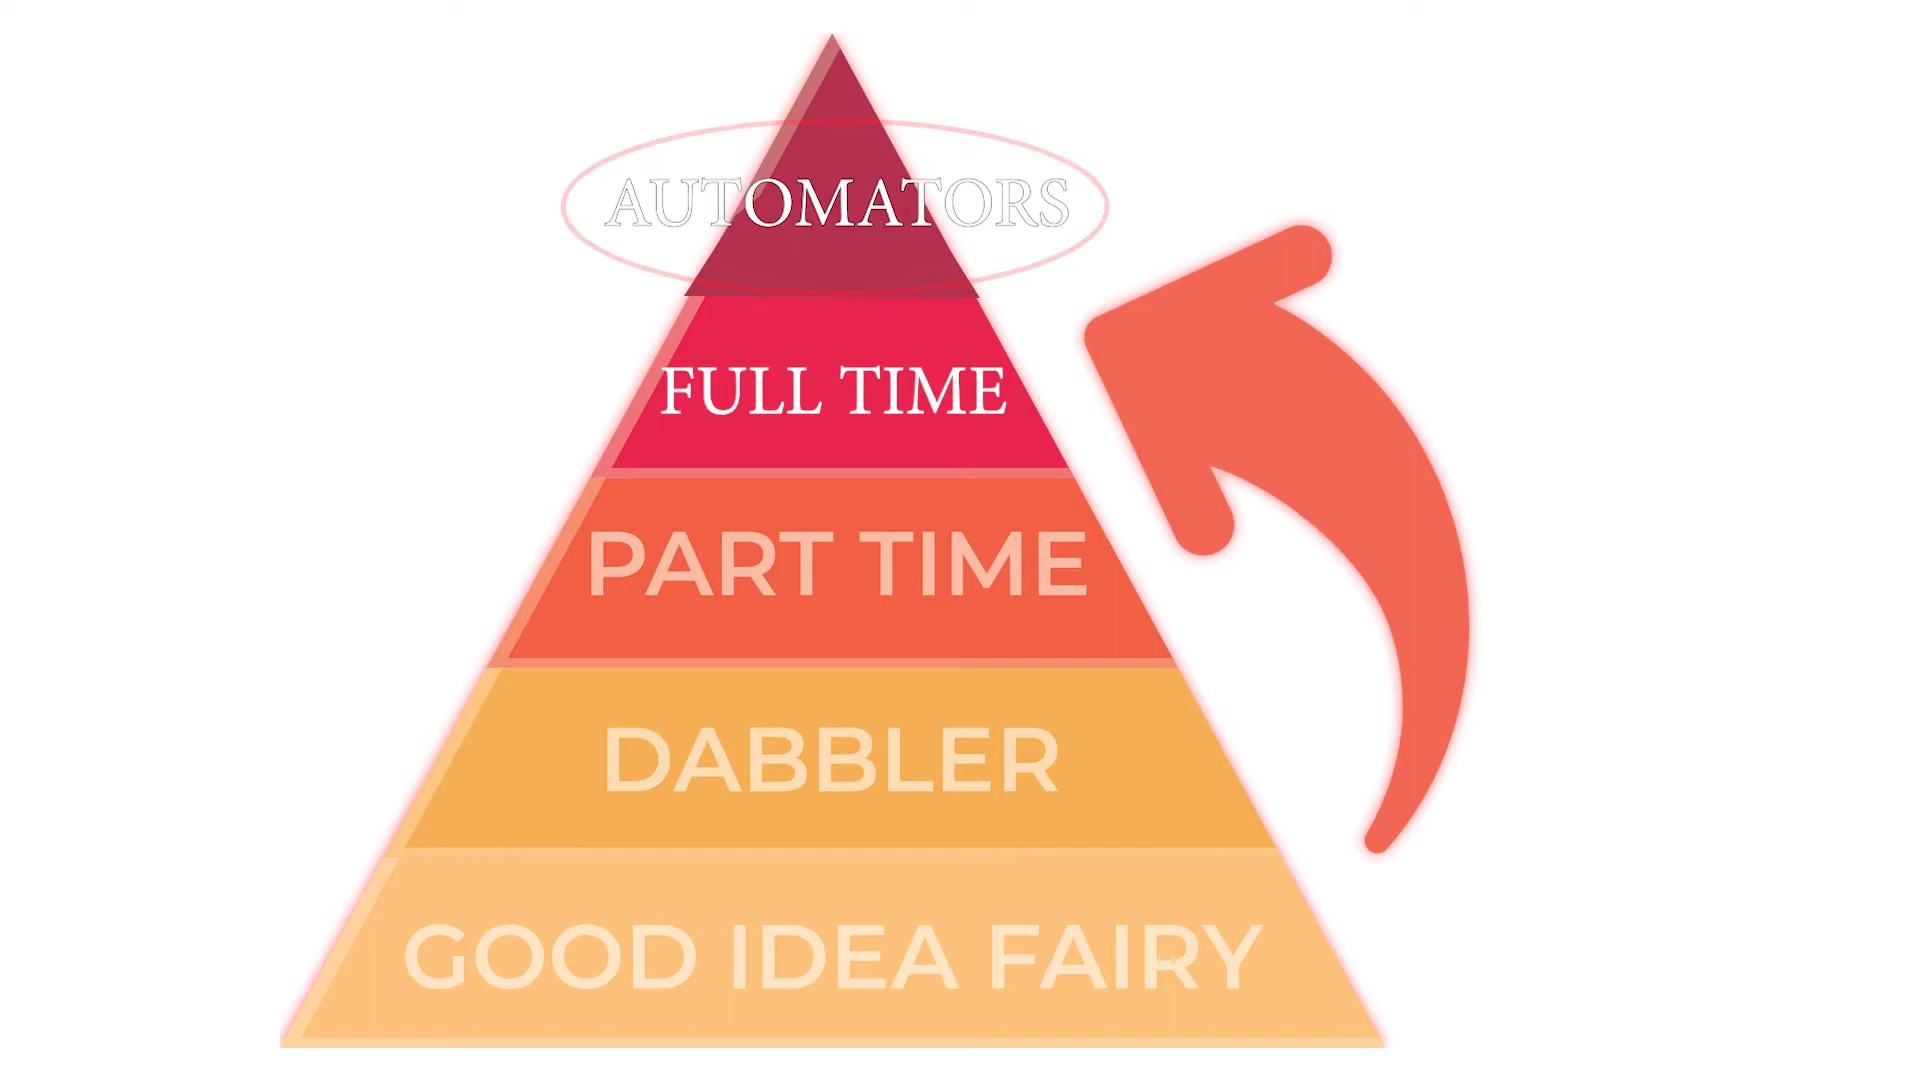 AUTOMATORS
FULL TIME
PART TIME
DABBLER
GOOD IDEA FAIRY